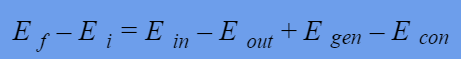 E f – E i = E in – E out + E gen – E con